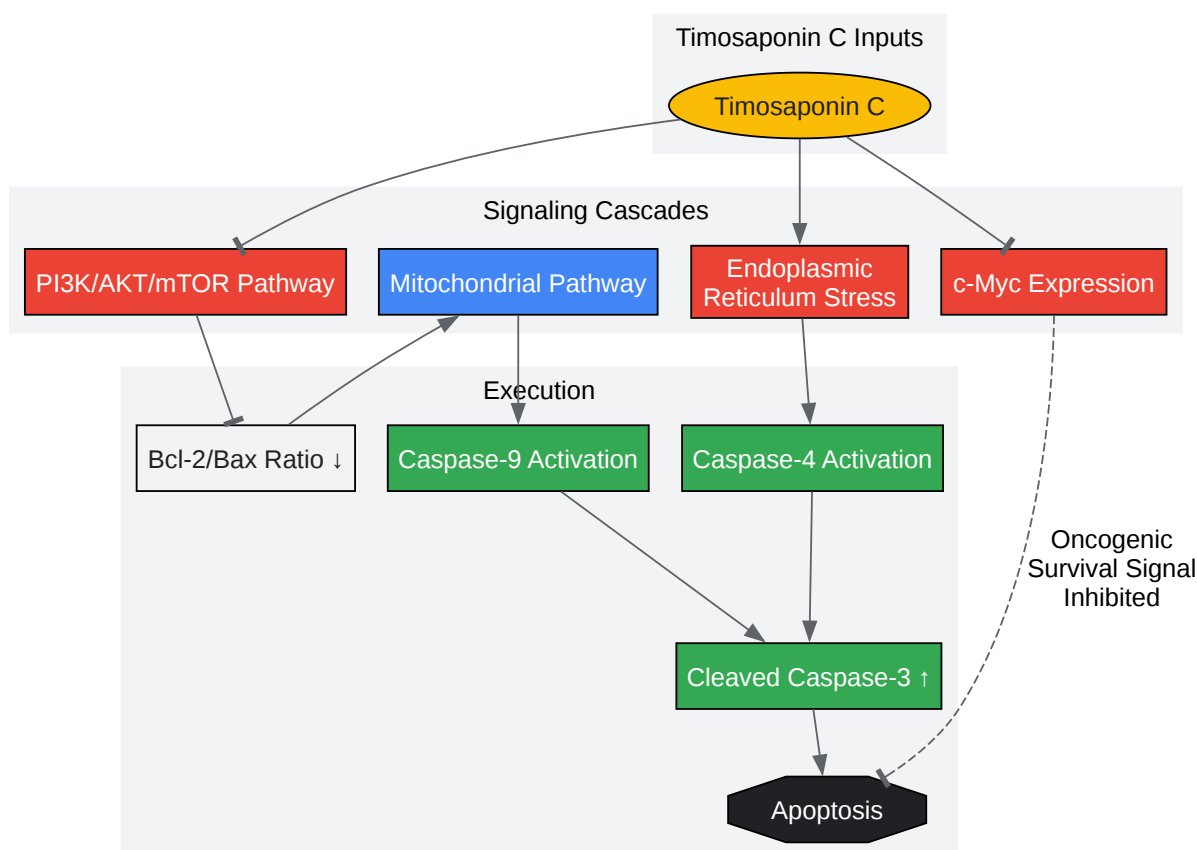 Timosaponin C Inputs
Timosaponin C
Signaling Cascades
PI3K/AKT/mTOR Pathway
Mitochondrial Pathway
Endoplasmic
Reticulum Stress
c-Myc Expression
Execution
Bcl-2/Bax Ratio ↓
Caspase-9 Activation
Caspase-4 Activation
Oncogenic
Survival Signal
Inhibited
Cleaved Caspase-3 ↑
Apoptosis